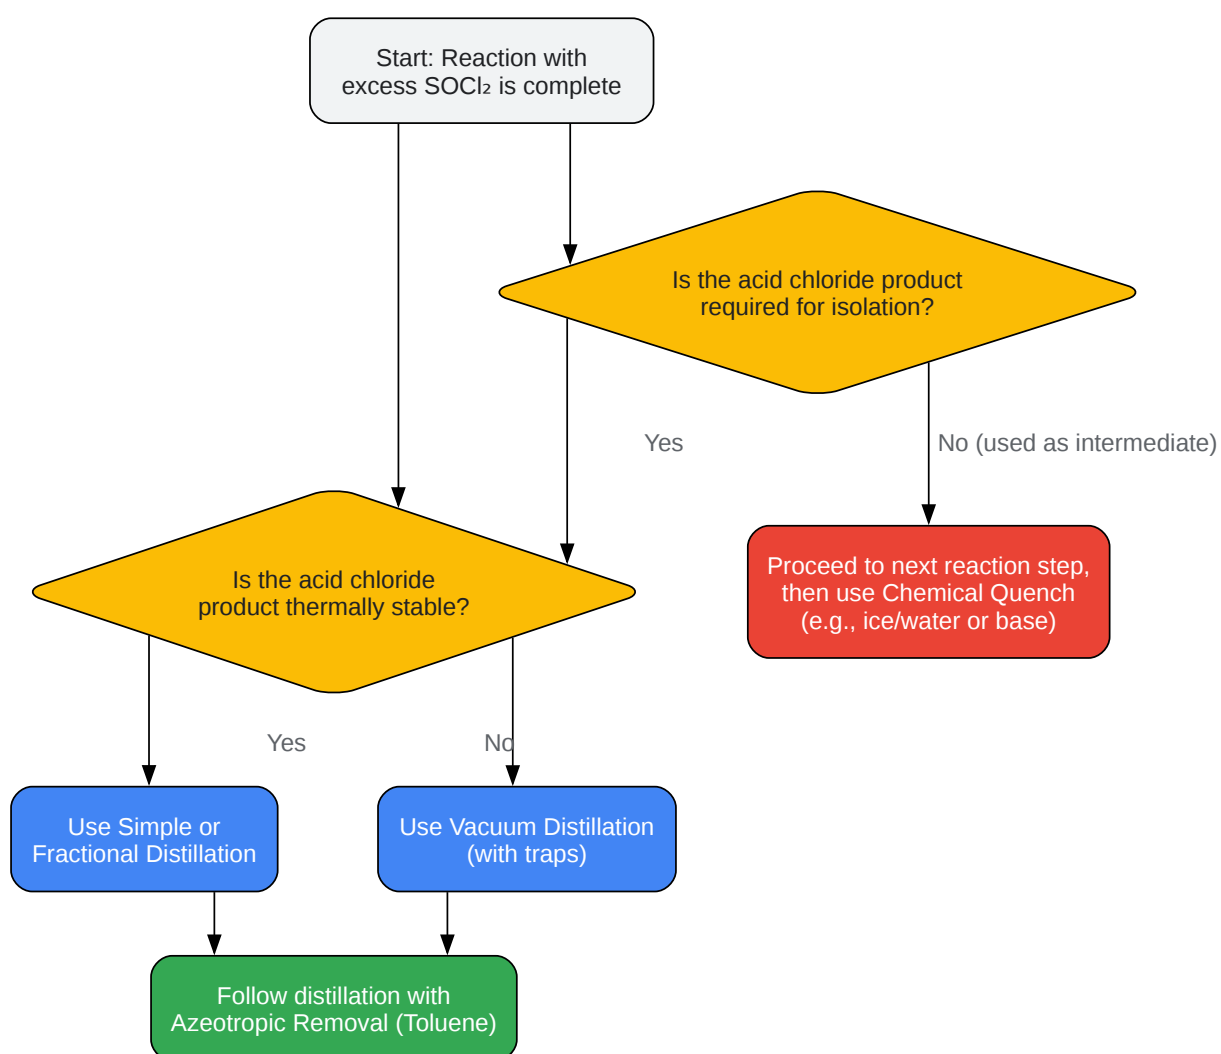 Start: Reaction with
excess SOCl₂ is complete
Is the acid chloride product
required for isolation?
Yes
No (used as intermediate)
Proceed to next reaction step,
then use Chemical Quench
(e.g., ice/water or base)
Is the acid chloride
product thermally stable?
Yes
No
Use Simple or
Fractional Distillation
Use Vacuum Distillation
(with traps)
Follow distillation with
Azeotropic Removal (Toluene)